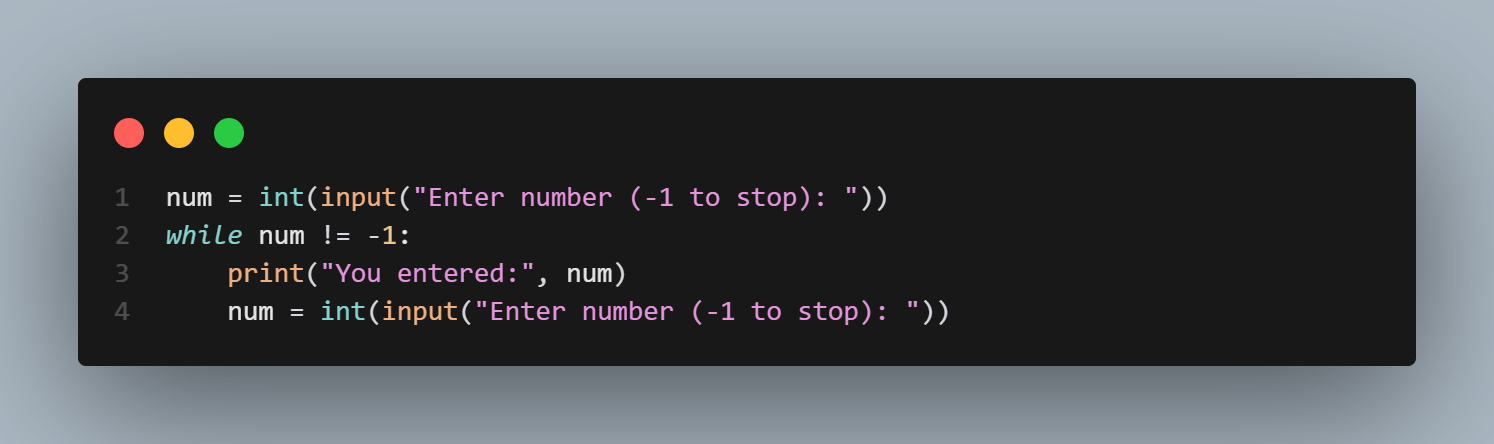 1 num = int(input("Enter number (-1 to stop): "))
2 while num != -1:
3     print("You entered:", num)
4     num = int(input("Enter number (-1 to stop): "))